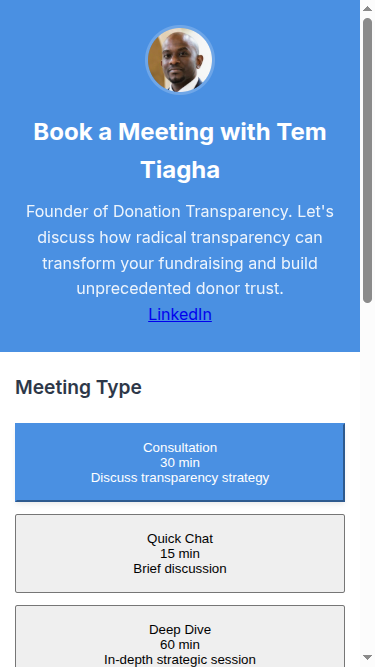 Book a Meeting with Tem
Tiagha
Founder of Donation Transparency. Let's
discuss how radical transparency can
transform your fundraising and build
unprecedented donor trust.
LinkedIn
Meeting Type
Consultation
30 min
Discuss transparency strategy
Quick Chat
15 min
Brief discussion
Deep Dive
60 min
In-depth strategic session